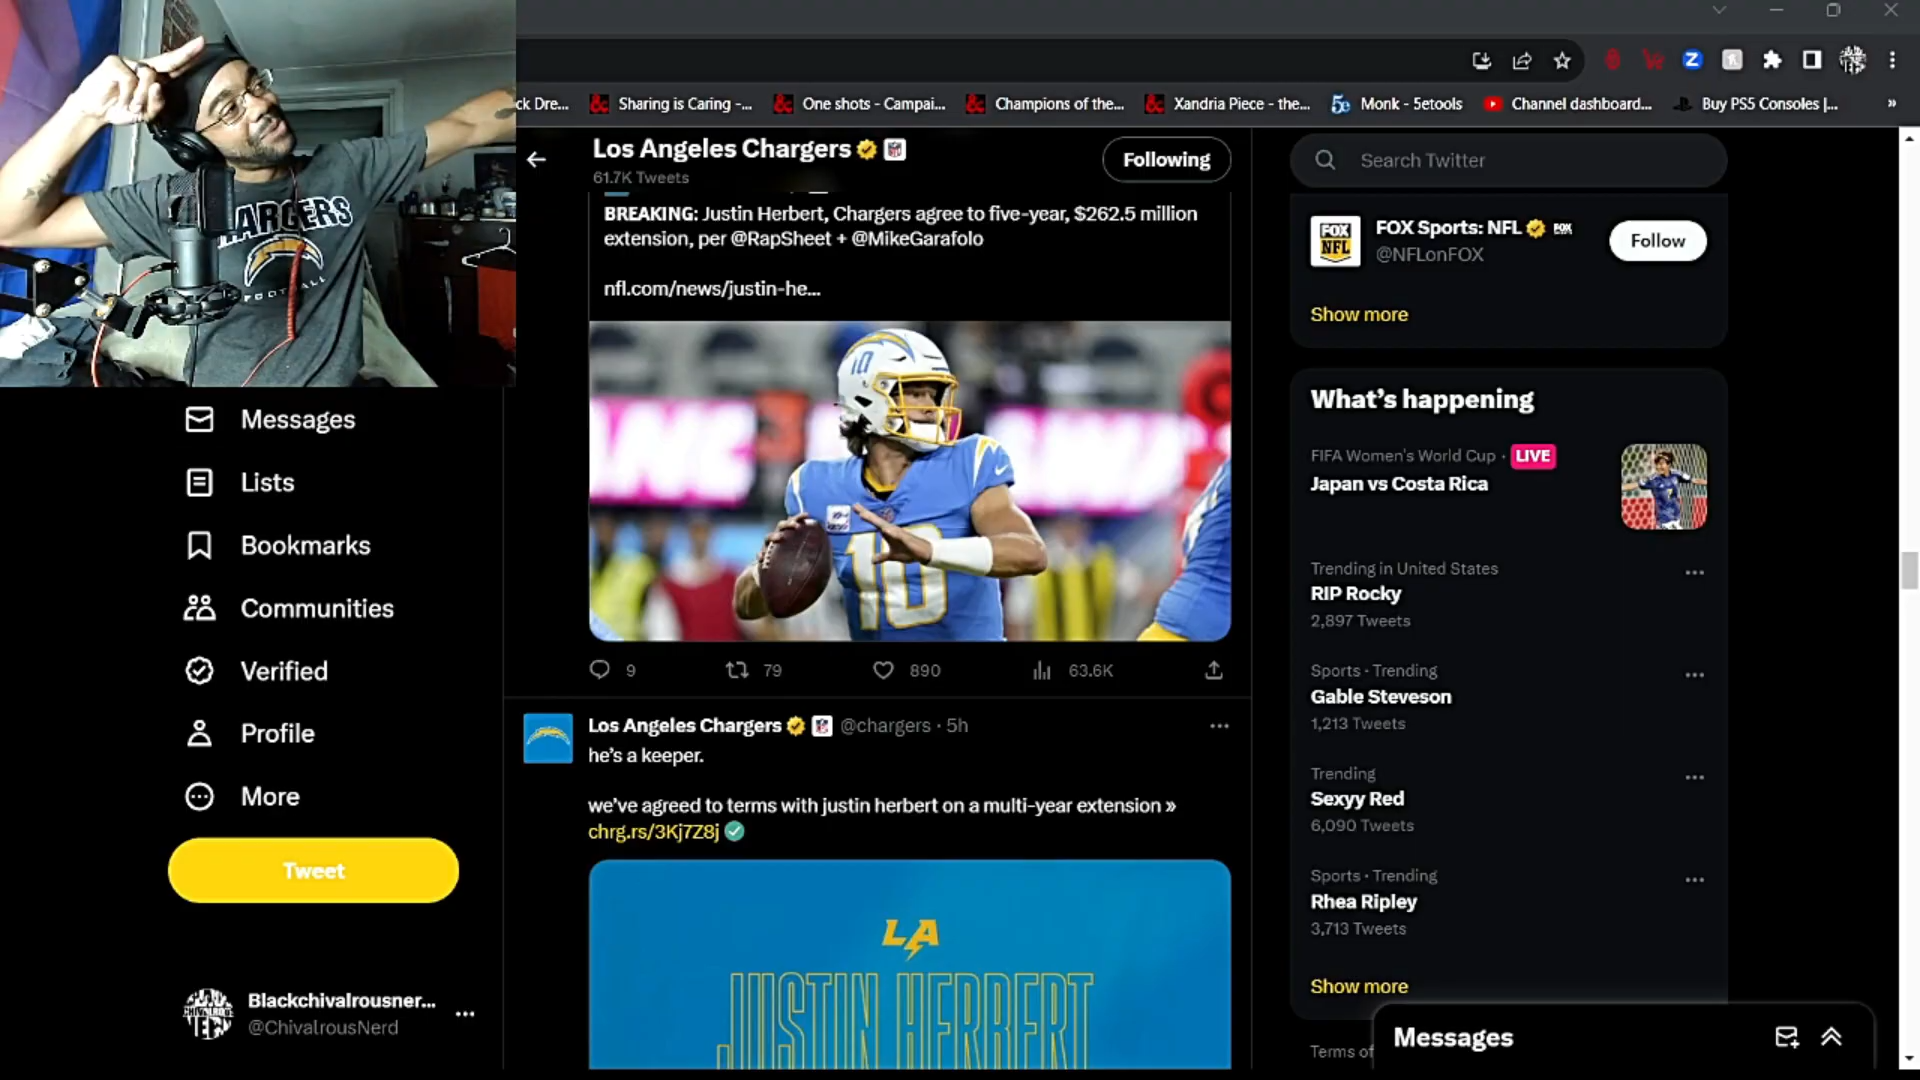 ck Dre...
Sharing is Caring -...
One shots - Campai...
Champions of the...
Xandria Piece - the...
Monk - 5etools
Channel dashboard...
Buy PS5 Consoles |...
»
CHARGERS
FOOTBALL
Messages
Lists
Bookmarks
Communities
Verified
Profile
More
Tweet
Blackchivalrousner...
@ChivalrousNerd
Los Angeles Chargers
61.7K Tweets
Following
BREAKING: Justin Herbert, Chargers agree to five-year, $262.5 million
extension, per @RapSheet + @MikeGarafolo
nfl.com/news/justin-he...
10
10
9
79
890
63.6K
Los Angeles Chargers @chargers · 5h
he's a keeper.
we've agreed to terms with justin herbert on a multi-year extension »
chrg.rs/3Kj7Z8j
LA
JUSTIN HERBERT
Search Twitter
FOX
NFL
FOX Sports: NFL
FOX
@NFLonFOX
Follow
Show more
What's happening
FIFA Women's World Cup · LIVE
Japan vs Costa Rica
Trending in United States
RIP Rocky
2,897 Tweets
Sports · Trending
Gable Steveson
1,213 Tweets
Trending
Sexyy Red
6,090 Tweets
Sports · Trending
Rhea Ripley
3,713 Tweets
Show more
Terms of
Messages